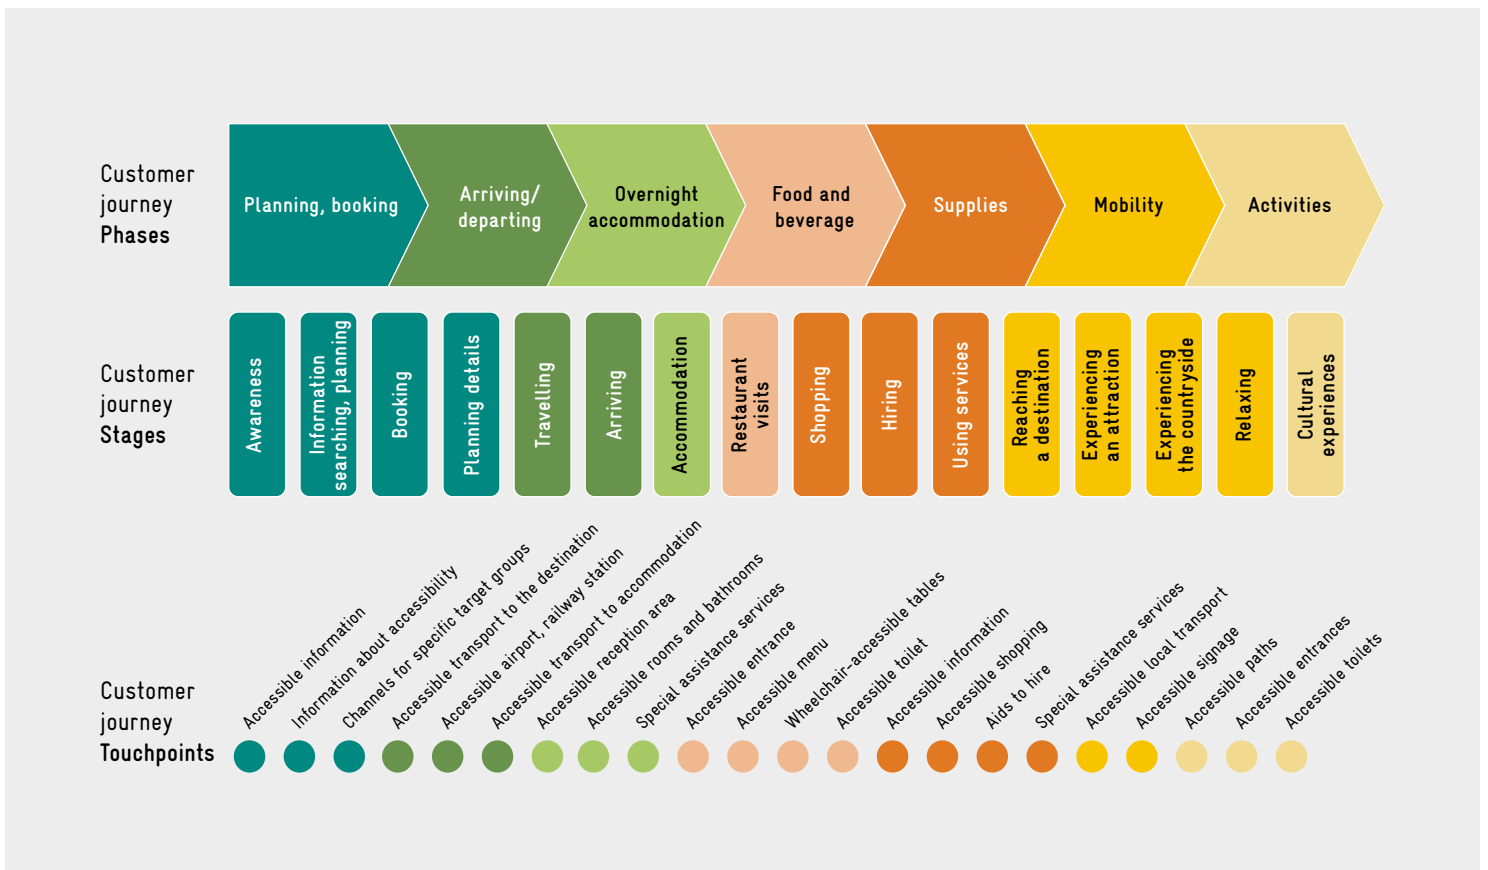 Customer
journey
Phases
Planning, booking
Arriving/
departing
Overnight
accommodation
Food and
beverage
Supplies
Mobility
Activities
Customer
journey
Stages
Awareness
Information
searching, planning
Booking
Planning details
Travelling
Arriving
Accommodation
Restaurant
visits
Shopping
Hiring
Using services
Reaching
a destination
Experiencing
an attraction
Experiencing
the countryside
Relaxing
Cultural
experiences
Customer
journey
Touchpoints
Accessible information
Information about accessibility
Channels for specific target groups
Accessible transport to the destination
Accessible airport, railway station
Accessible transport to accommodation
Accessible reception area
Accessible rooms and bathrooms
Special assistance services
Accessible entrance
Accessible menu
Wheelchair-accessible tables
Accessible toilet
Accessible information
Accessible shopping
Aids to hire
Special assistance services
Accessible local transport
Accessible signage
Accessible paths
Accessible entrances
Accessible toilets